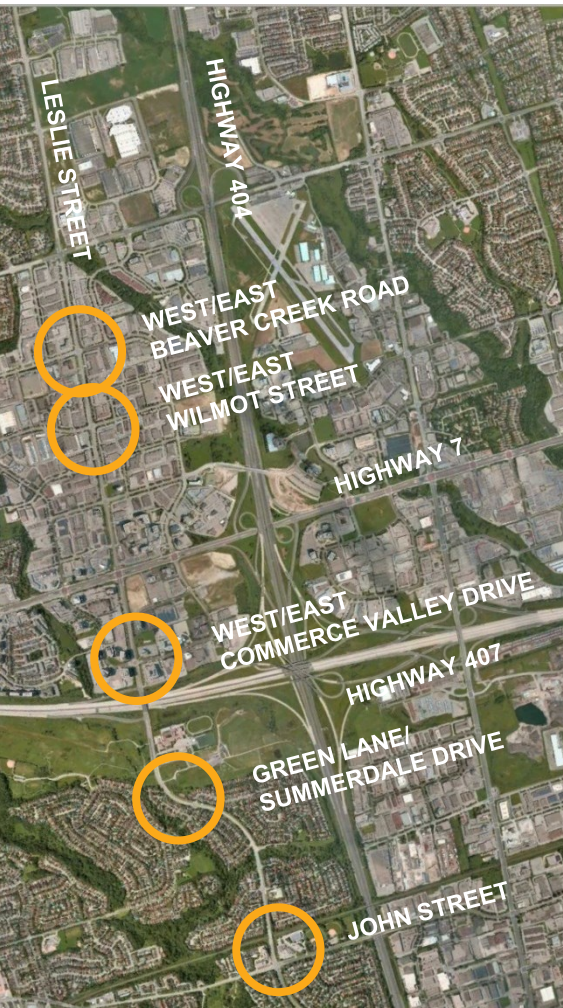 LESLIE STREET
HIGHWAY 404
WEST/EAST
BEAVER CREEK ROAD
WEST/EAST
WILMOT STREET
HIGHWAY 7
WEST/EAST
COMMERCE VALLEY DRIVE
HIGHWAY 407
GREEN LANE/
SUMMERDALE DRIVE
JOHN STREET